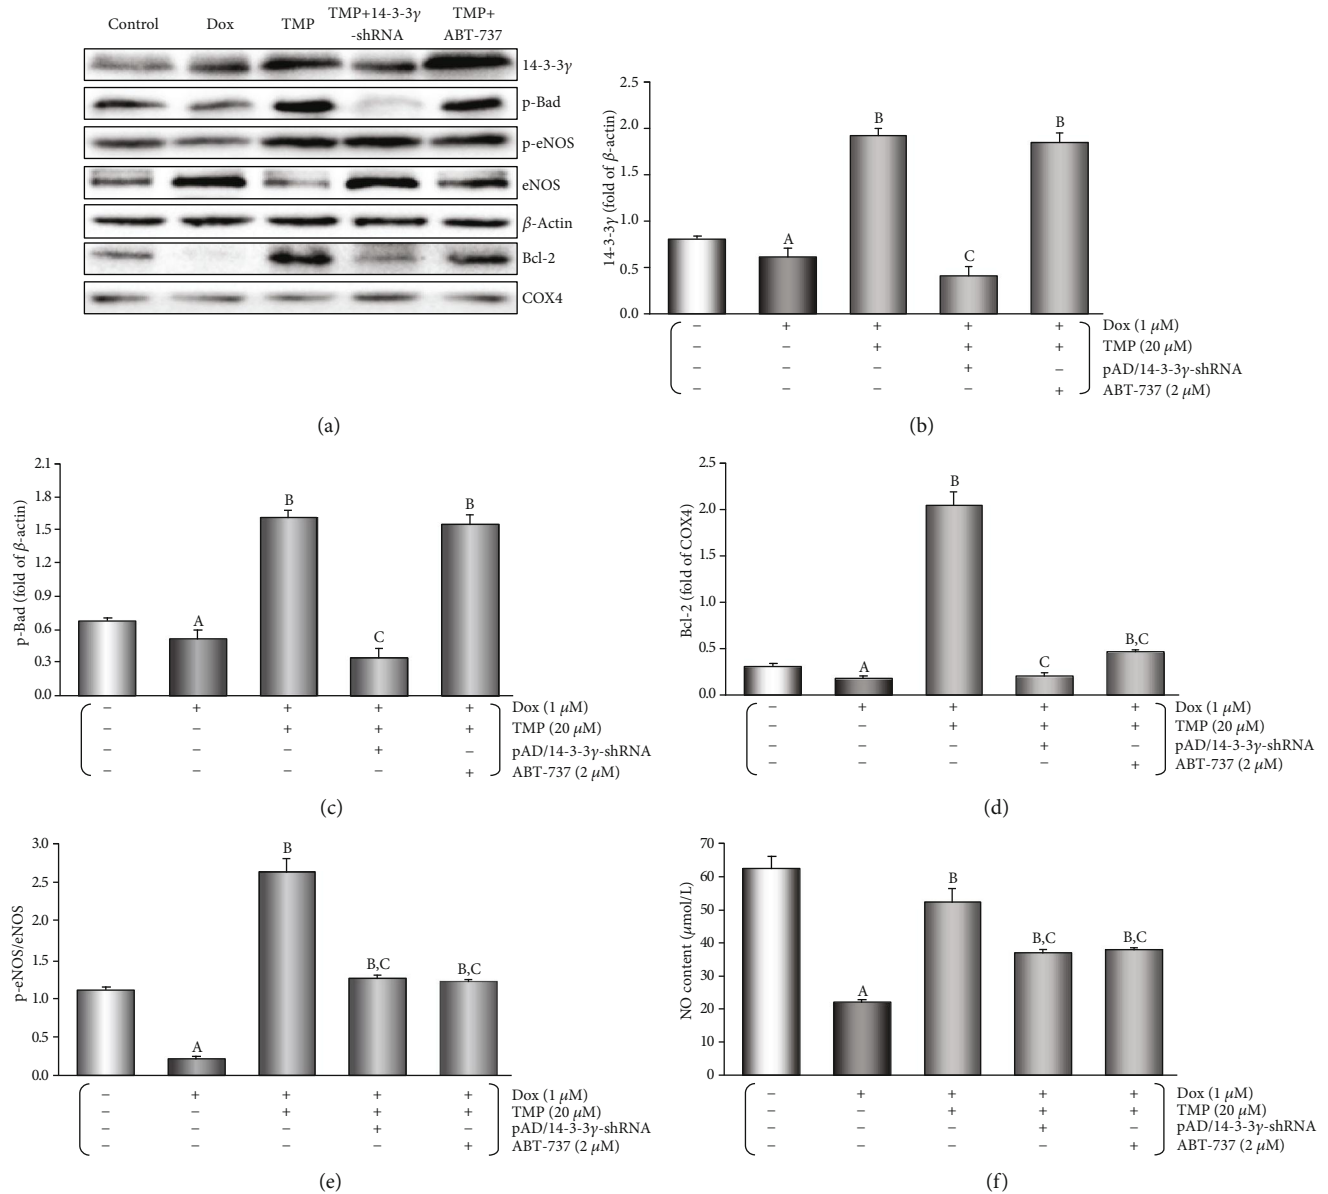 Control Dox TMP TMP+14-3-3γ-shRNA TMP+ABT-737
14-3-3γ
p-Bad
p-eNOS
eNOS
β-Actin
Bcl-2
COX4
(a)
14-3-3γ (fold of β-actin)
2.5
2.0
1.5
1.0
0.5
0.0
A
B
C
B
– + + + + Dox (1 μM)
– – + + + TMP (20 μM)
– – – + – pAD/14-3-3γ-shRNA
– – – – + ABT-737 (2 μM)
(b)
p-Bad (fold of β-actin)
2.1
1.8
1.5
1.2
0.9
0.6
0.3
0.0
A
B
C
B
– + + + + Dox (1 μM)
– – + + + TMP (20 μM)
– – – + – pAD/14-3-3γ-shRNA
– – – – + ABT-737 (2 μM)
(c)
Bcl-2 (fold of COX4)
2.5
2.0
1.5
1.0
0.5
0.0
A
B
C
B,C
– + + + + Dox (1 μM)
– – + + + TMP (20 μM)
– – – + – pAD/14-3-3γ-shRNA
– – – – + ABT-737 (2 μM)
(d)
p-eNOS/eNOS
3.0
2.5
2.0
1.5
1.0
0.5
0.0
A
B
B,C
B,C
– + + + + Dox (1 μM)
– – + + + TMP (20 μM)
– – – + – pAD/14-3-3γ-shRNA
– – – – + ABT-737 (2 μM)
(e)
NO content (μmol/L)
70
60
50
40
30
20
10
0
A
B
B,C
B,C
– + + + + Dox (1 μM)
– – + + + TMP (20 μM)
– – – + – pAD/14-3-3γ-shRNA
– – – – + ABT-737 (2 μM)
(f)